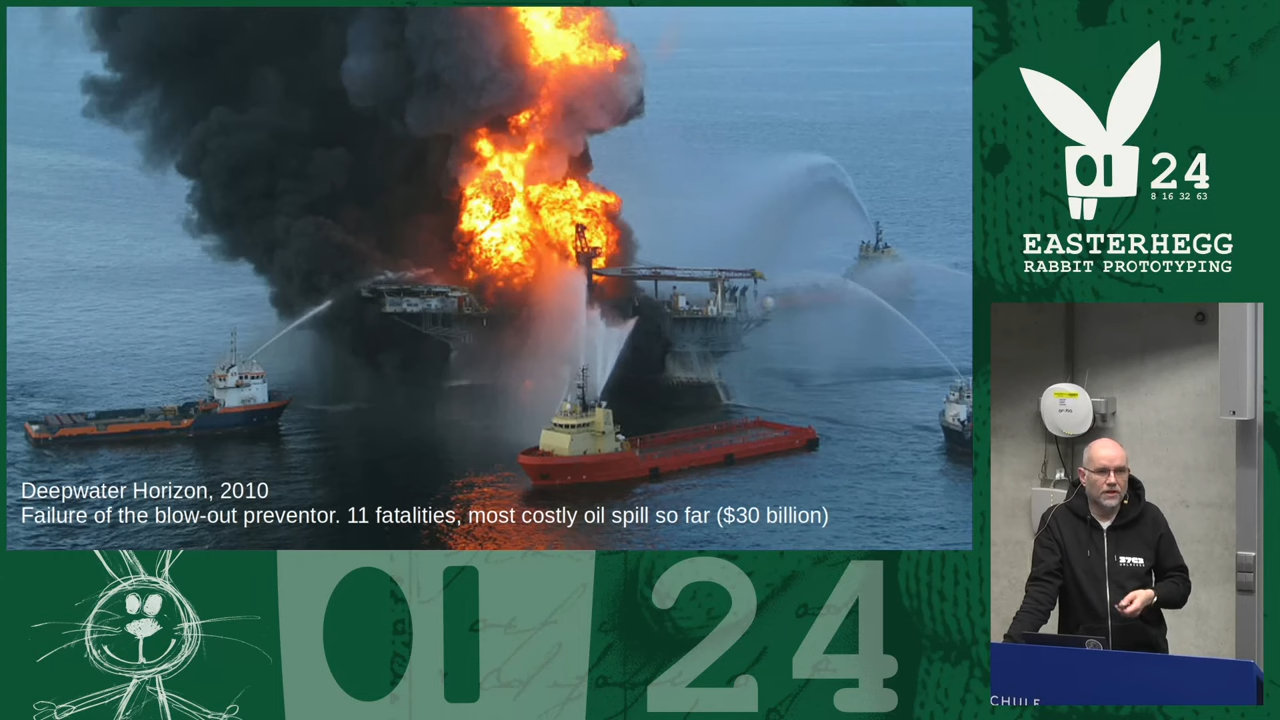 Deepwater Horizon, 2010
Failure of the blow-out preventor. 11 fatalities, most costly oil spill so far ($30 billion)
24
8 16 32 63
EASTERHEGG
RABBIT PROTOTYPING
24
CHULE